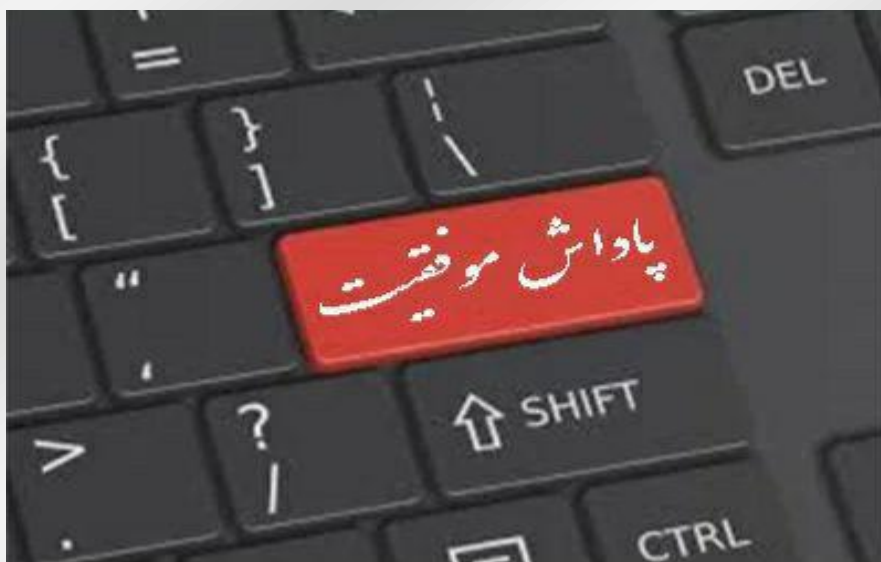 =
{ } ¦
[ ] \
DEL
پاداش موفقیت
“
‘
> ?
. /
SHIFT
CTRL